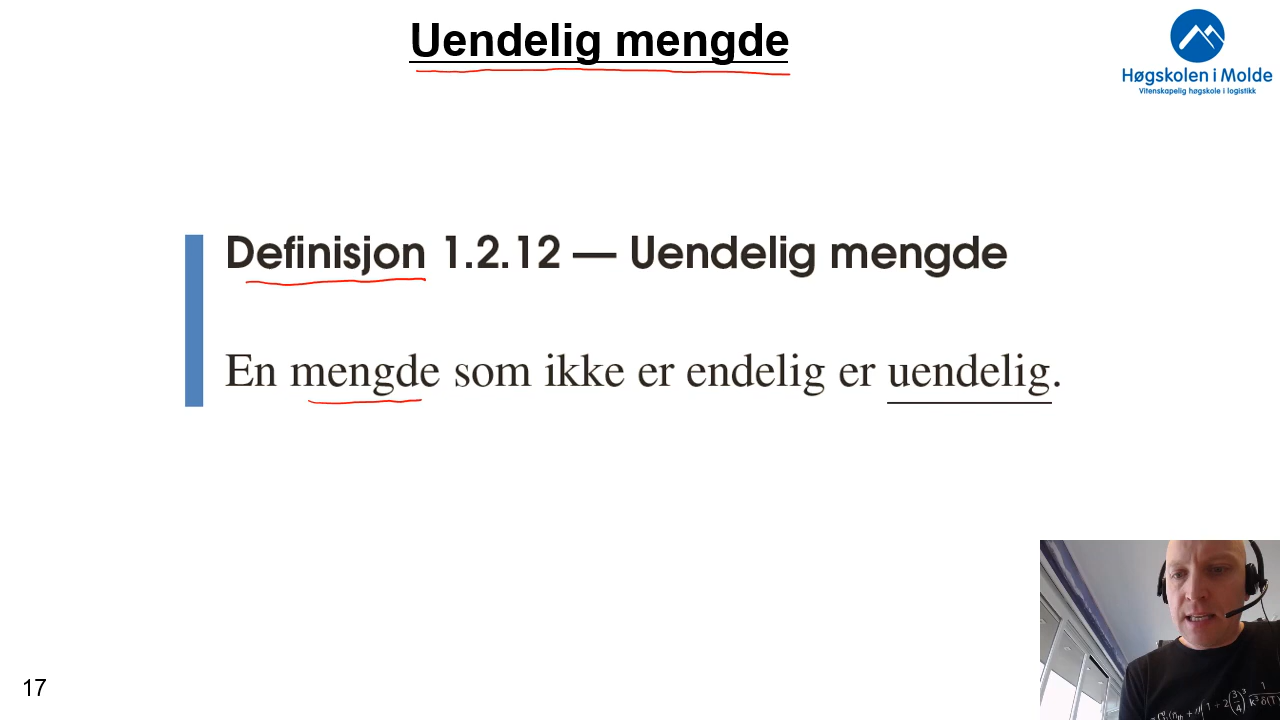 Uendelig mengde
Høgskolen i Molde
Vitenskapelig høgskole i logistikk
Definisjon 1.2.12 — Uendelig mengde
En mengde som ikke er endelig er uendelig.
17